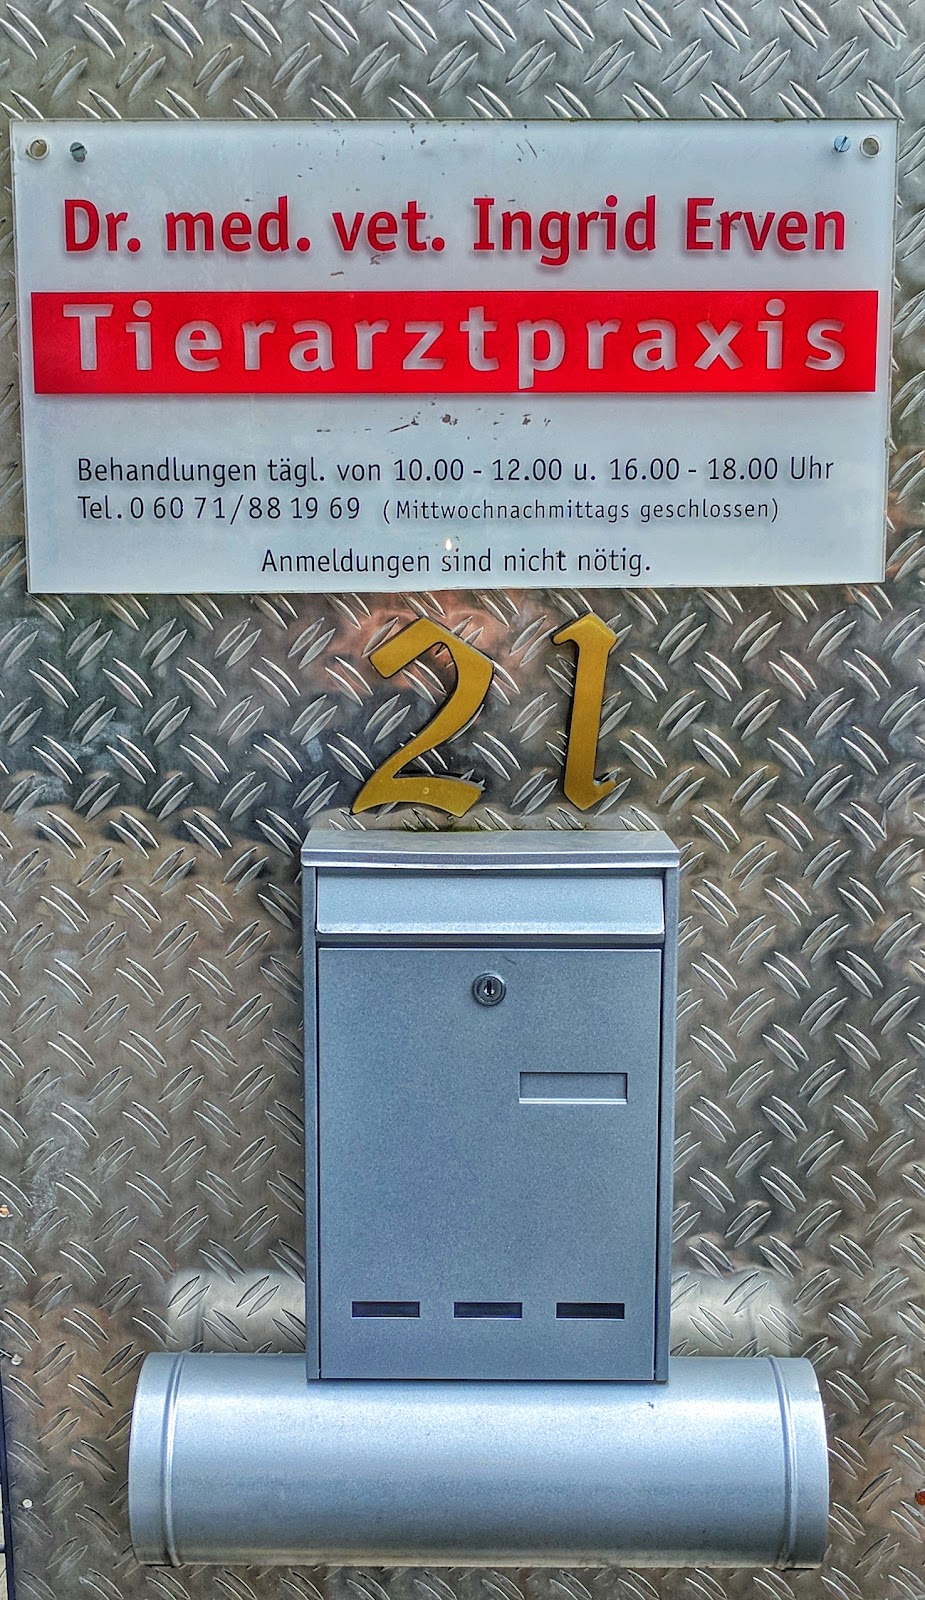 Dr. med. vet. Ingrid Erven
Tierarztpraxis
Behandlungen tägl. von 10.00 - 12.00 u. 16.00 - 18.00 Uhr
Tel. 0 60 71/88 19 69 (Mittwochnachmittags geschlossen)
Anmeldungen sind nicht nötig.
21